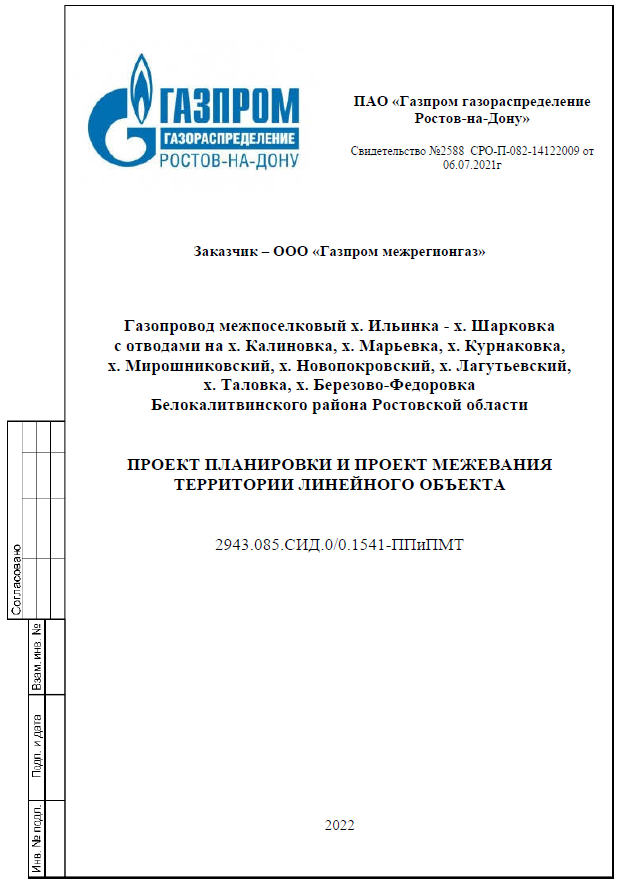 ГАЗПРОМ
ГАЗОРАСПРЕДЕЛЕНИЕ
РОСТОВ-НА-ДОНУ
ПАО «Газпром газораспределение
Ростов-на-Дону»
Свидетельство №2588 СРО-П-082-14122009 от
06.07.2021г
Заказчик – ООО «Газпром межрегионгаз»
Газопровод межпоселковый х. Ильинка - х. Шарковка
с отводами на х. Калиновка, х. Марьевка, х. Курнаковка,
х. Мирошниковский, х. Новопокровский, х. Лагутьевский,
х. Таловка, х. Березово-Федоровка
Белокалитвинского района Ростовской области
ПРОЕКТ ПЛАНИРОВКИ И ПРОЕКТ МЕЖЕВАНИЯ
ТЕРРИТОРИИ ЛИНЕЙНОГО ОБЪЕКТА
2943.085.СИД.0/0.1541-ППиПМТ
Согласовано
Взам. инв. №
Подп. и дата
Инв. № подл.
2022